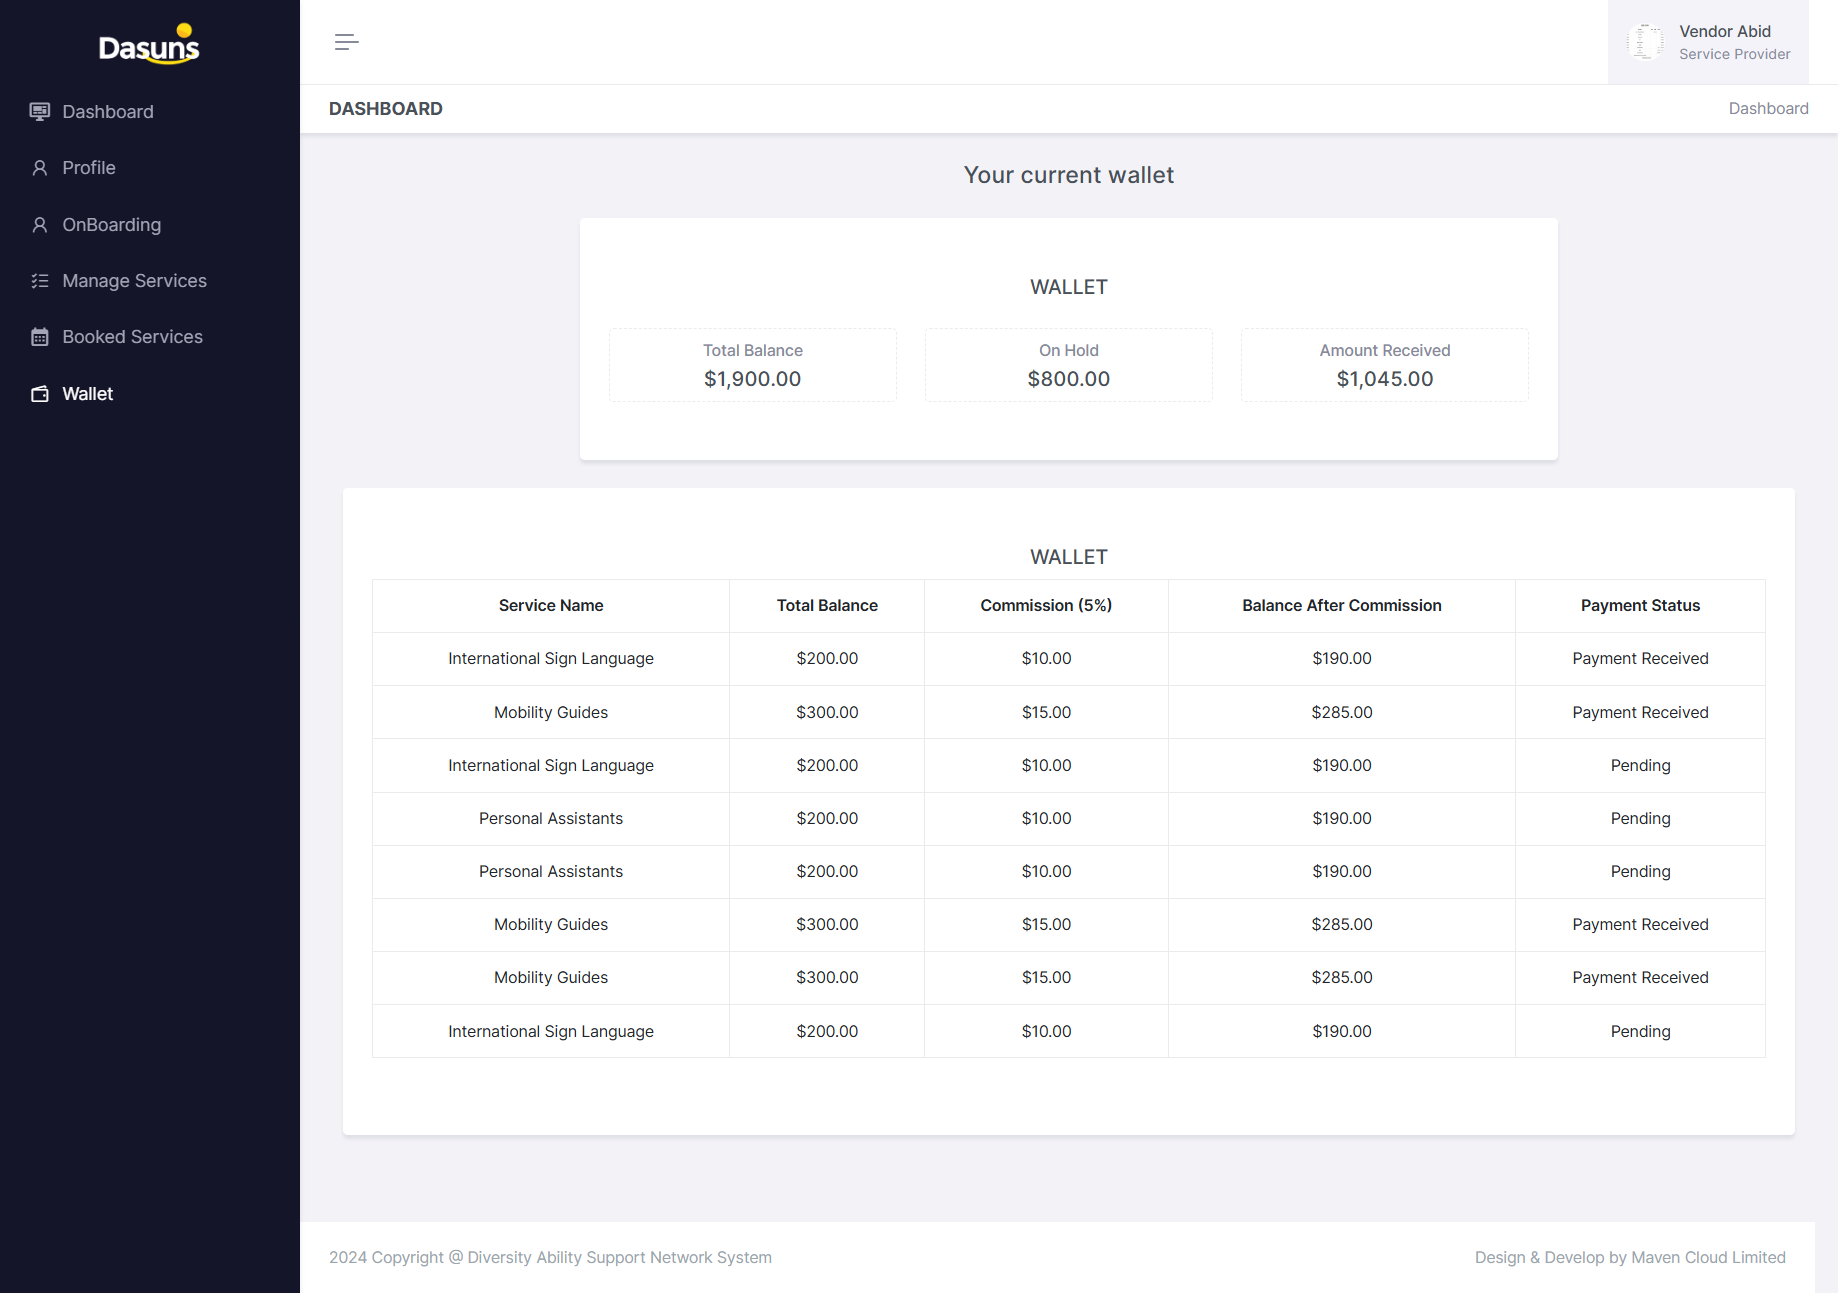 Dasuns
Vendor Abid
Service Provider
Dashboard
Profile
OnBoarding
Manage Services
Booked Services
Wallet
DASHBOARD
Dashboard
Your current wallet
WALLET
Total Balance
$1,900.00
On Hold
$800.00
Amount Received
$1,045.00
WALLET
Service Name Total Balance Commission (5%) Balance After Commission Payment Status
International Sign Language $200.00 $10.00 $190.00 Payment Received
Mobility Guides $300.00 $15.00 $285.00 Payment Received
International Sign Language $200.00 $10.00 $190.00 Pending
Personal Assistants $200.00 $10.00 $190.00 Pending
Personal Assistants $200.00 $10.00 $190.00 Pending
Mobility Guides $300.00 $15.00 $285.00 Payment Received
Mobility Guides $300.00 $15.00 $285.00 Payment Received
International Sign Language $200.00 $10.00 $190.00 Pending
2024 Copyright @ Diversity Ability Support Network System
Design & Develop by Maven Cloud Limited